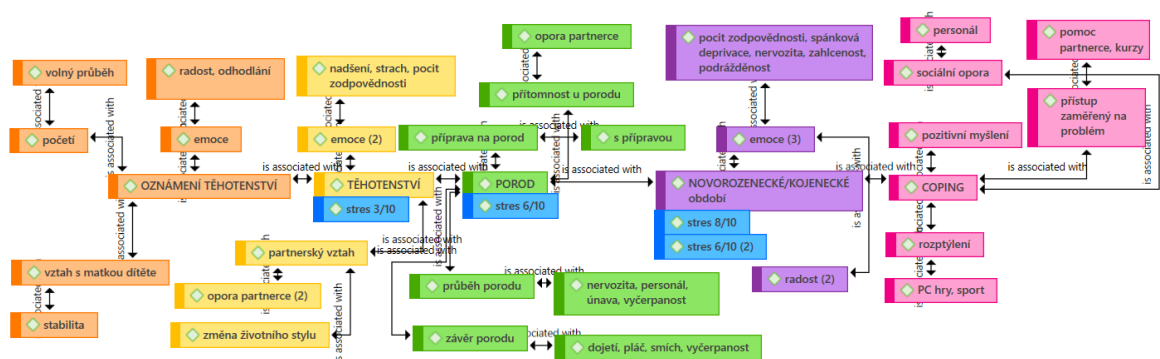 opora partnerce
personál
pomoc
partnerce, kurzy
volný průběh
radost, odhodlání
nadšení, strach, pocit
zodpovědnosti
pocit zodpovědnosti, spánková
deprivace, nervozita, zahlcenost,
podrážděnost
sociální opora
přítomnost u porodu
přístup
zaměřený na
problém
početí
emoce
emoce (2)
příprava na porod
is associated with
s přípravou
emoce (3)
pozitivní myšlení
OZNÁMENÍ TĚHOTENSTVÍ
is associated with
TĚHOTENSTVÍ
is associated with
POROD
is associated with
NOVOROZENECKÉ/KOJENECKÉ
období
is associated with
COPING
stres 3/10
stres 6/10
stres 8/10
stres 6/10 (2)
is associated with
is associated with
partnerský vztah
rozptýlení
vztah s matkou dítěte
opora partnerce (2)
průběh porodu
nervozita, personál,
únava, vyčerpanost
radost (2)
PC hry, sport
stabilita
změna životního stylu
závěr porodu
is associated with
dojetí, pláč, smích, vyčerpanost